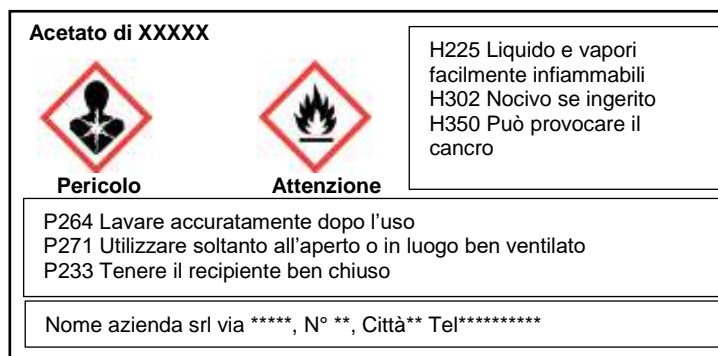 Acetato di XXXXX
H225 Liquido e vapori
facilmente infiammabili
H302 Nocivo se ingerito
H350 Può provocare il
cancro
Pericolo
Attenzione
P264 Lavare accuratamente dopo l'uso
P271 Utilizzare soltanto all'aperto o in luogo ben ventilato
P233 Tenere il recipiente ben chiuso
Nome azienda srl via *****, N° **, Città** Tel**********